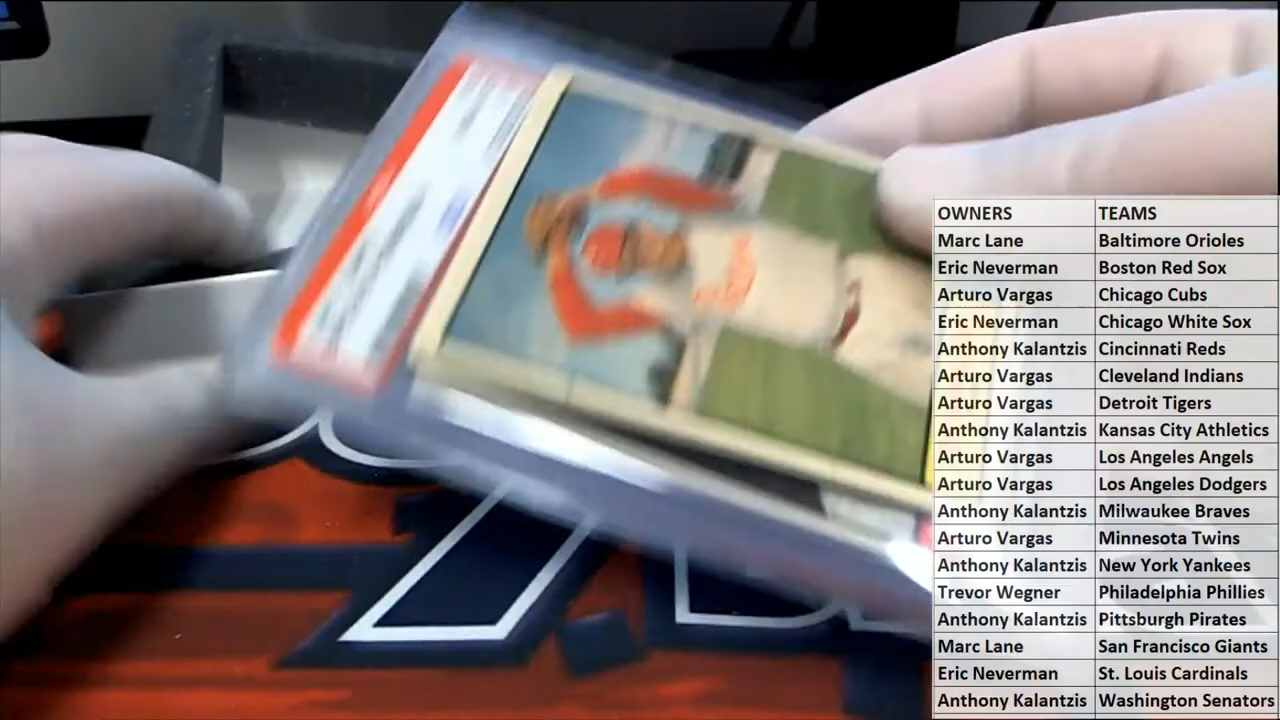 OWNERS TEAMS
Marc Lane Baltimore Orioles
Eric Neverman Boston Red Sox
Arturo Vargas Chicago Cubs
Eric Neverman Chicago White Sox
Anthony Kalantzis Cincinnati Reds
Arturo Vargas Cleveland Indians
Arturo Vargas Detroit Tigers
Anthony Kalantzis Kansas City Athletics
Arturo Vargas Los Angeles Angels
Arturo Vargas Los Angeles Dodgers
Anthony Kalantzis Milwaukee Braves
Arturo Vargas Minnesota Twins
Anthony Kalantzis New York Yankees
Trevor Wegner Philadelphia Phillies
Anthony Kalantzis Pittsburgh Pirates
Marc Lane San Francisco Giants
Eric Neverman St. Louis Cardinals
Anthony Kalantzis Washington Senators